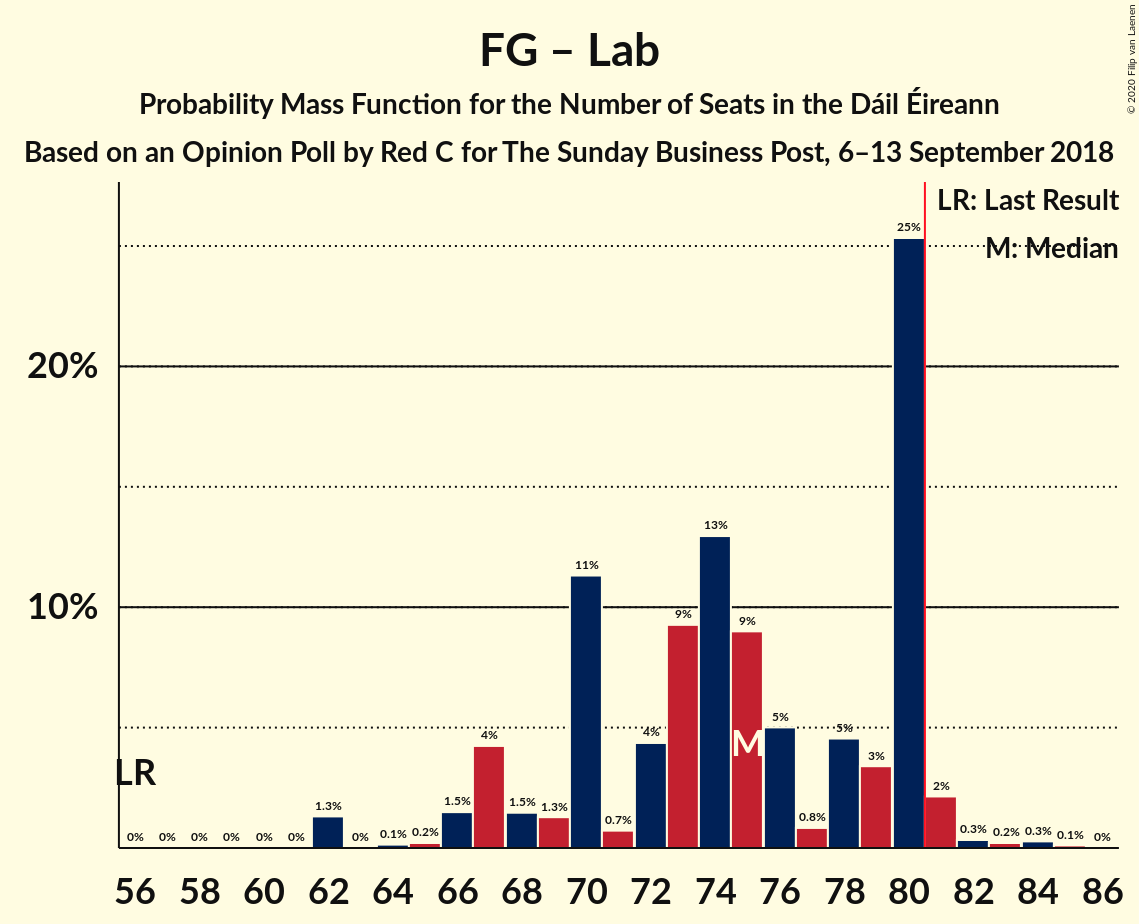 FG – Lab
Probability Mass Function for the Number of Seats in the Dáil Éireann
Based on an Opinion Poll by Red C for The Sunday Business Post, 6–13 September 2018
© 2020 Filip van Laenen
LR: Last Result
M: Median
20%
10%
0% 0% 0% 0% 0% 0% 1.3% 0% 0.1% 0.2% 1.5% 4% 1.5% 1.3% 11% 0.7% 4% 9% 13% 9% 5% 0.8% 5% 3% 25% 2% 0.3% 0.2% 0.3% 0.1% 0%
LR
M
56 58 60 62 64 66 68 70 72 74 76 78 80 82 84 86